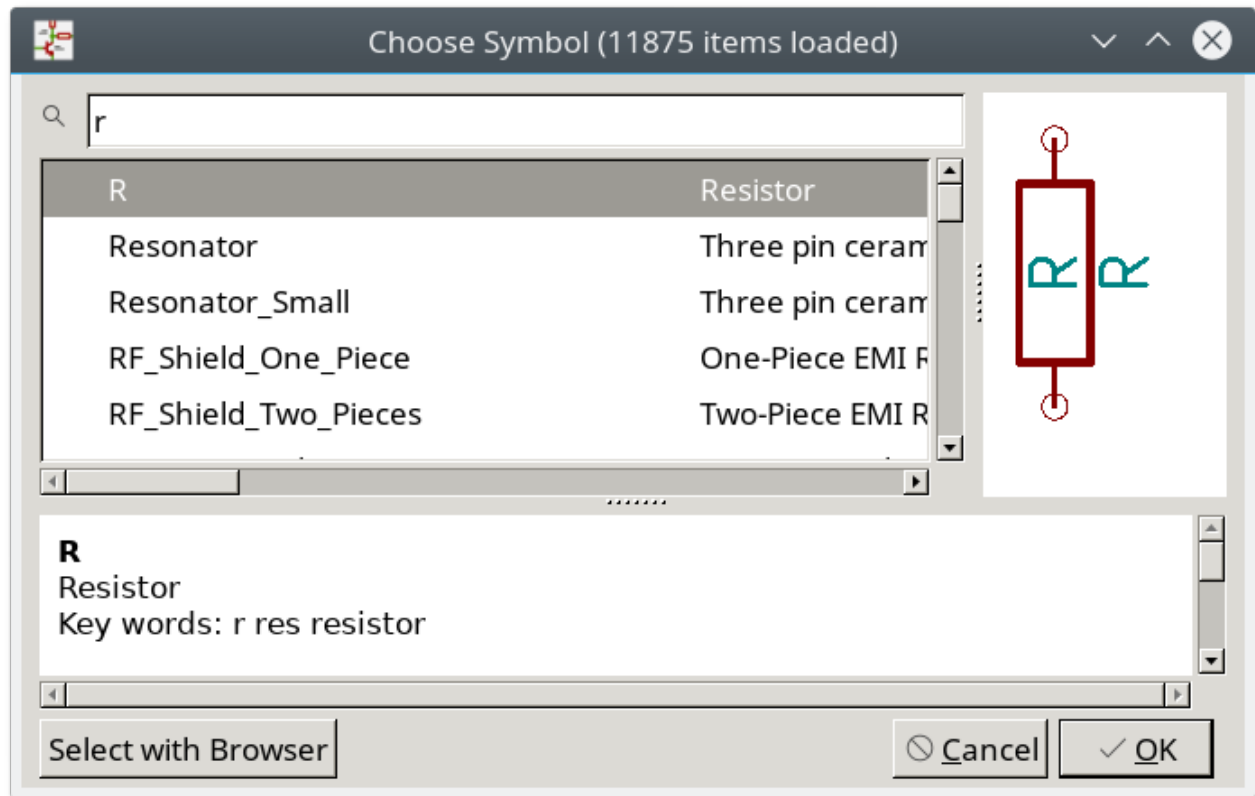 Choose Symbol (11875 items loaded)
r
R Resistor
Resonator Three pin ceram
Resonator_Small Three pin ceram
RF_Shield_One_Piece One-Piece EMI R
RF_Shield_Two_Pieces Two-Piece EMI R
R R
R
Resistor
Key words: r res resistor
Select with Browser Cancel OK